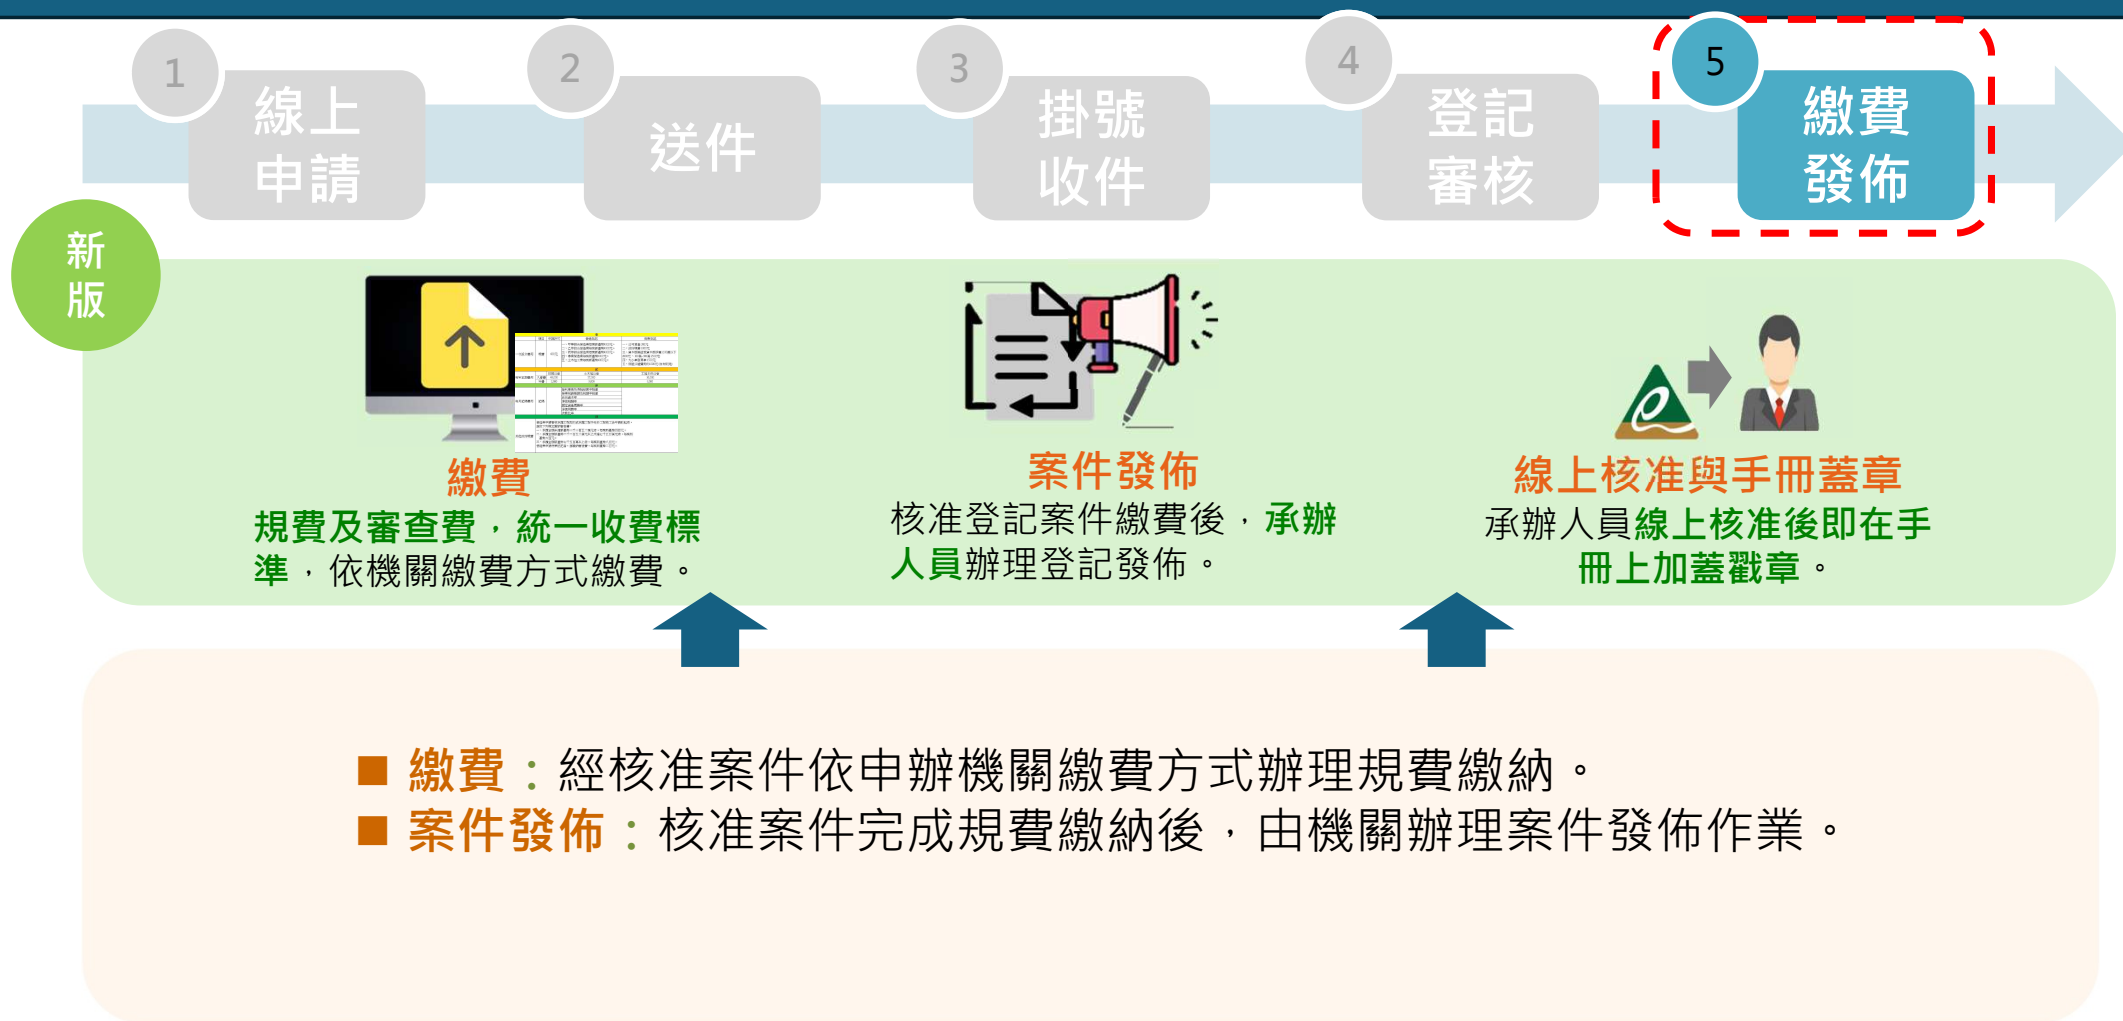 1
線上
申請
2
送件
3
掛號
收件
4
登記
審核
5
繳費
發佈
新
版
繳費
規費及審查費，統一收費標
準，依機關繳費方式繳費。
案件發佈
核准登記案件繳費後，承辦
人員辦理登記發佈。
線上核准與手冊蓋章
承辦人員線上核准後即在手
冊上加蓋戳章。
■ 繳費：經核准案件依申辦機關繳費方式辦理規費繳納。
■ 案件發佈：核准案件完成規費繳納後，由機關辦理案件發佈作業。